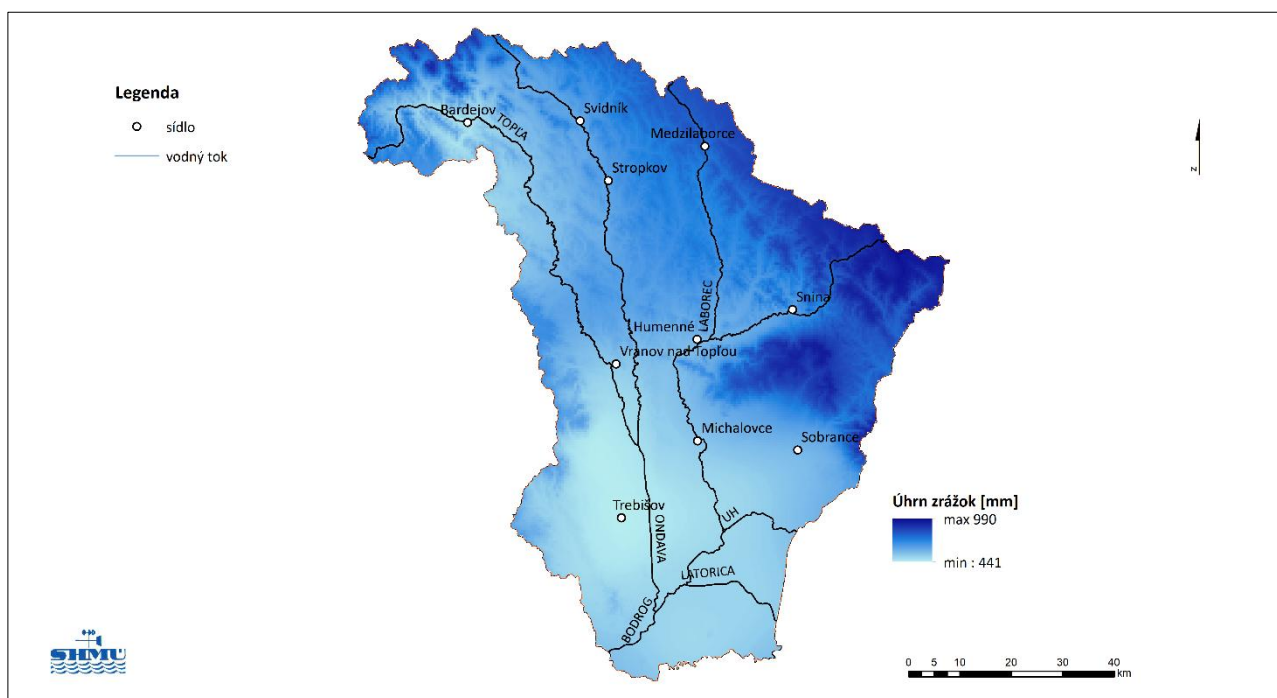 Legenda
sídlo
vodný tok
Bardejov
TOPĽA
Svidník
Medzilaborce
Stropkov
Snina
LABOREC
Humenné
Vranov nad Topľou
Michalovce
Sobrance
Trebišov
ONDAVA
UH
LATORICA
BODROG
N
Úhrn zrážok [mm]
max 990
min : 441
SHMÚ
0 5 10 20 30 40
km